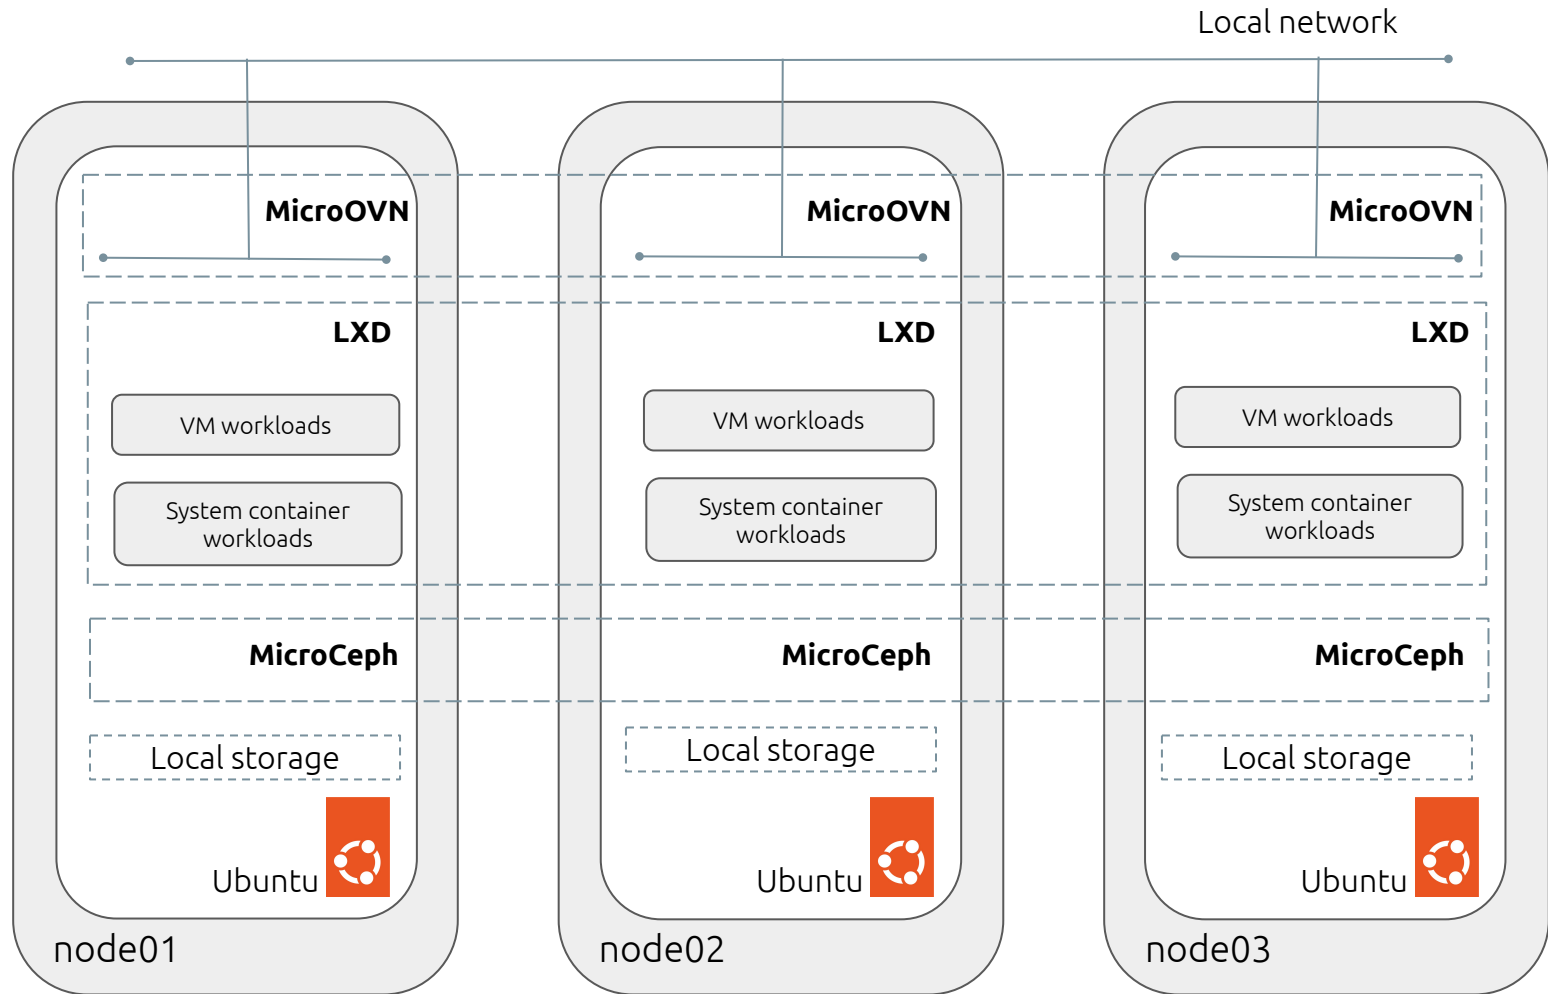 Local network
MicroOVN
LXD
VM workloads
System container
workloads
MicroCeph
Local storage
Ubuntu
node01
MicroOVN
LXD
VM workloads
System container
workloads
MicroCeph
Local storage
Ubuntu
node02
MicroOVN
LXD
VM workloads
System container
workloads
MicroCeph
Local storage
Ubuntu
node03